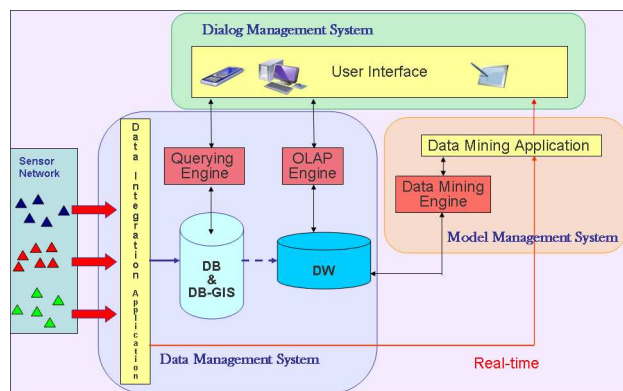 Dialog Management System
User Interface
Sensor
Network
Data Integration Application
Querying
Engine
OLAP
Engine
Data Mining Application
Data Mining
Engine
Model Management System
DB
&
DB-GIS
DW
Data Management System
Real-time